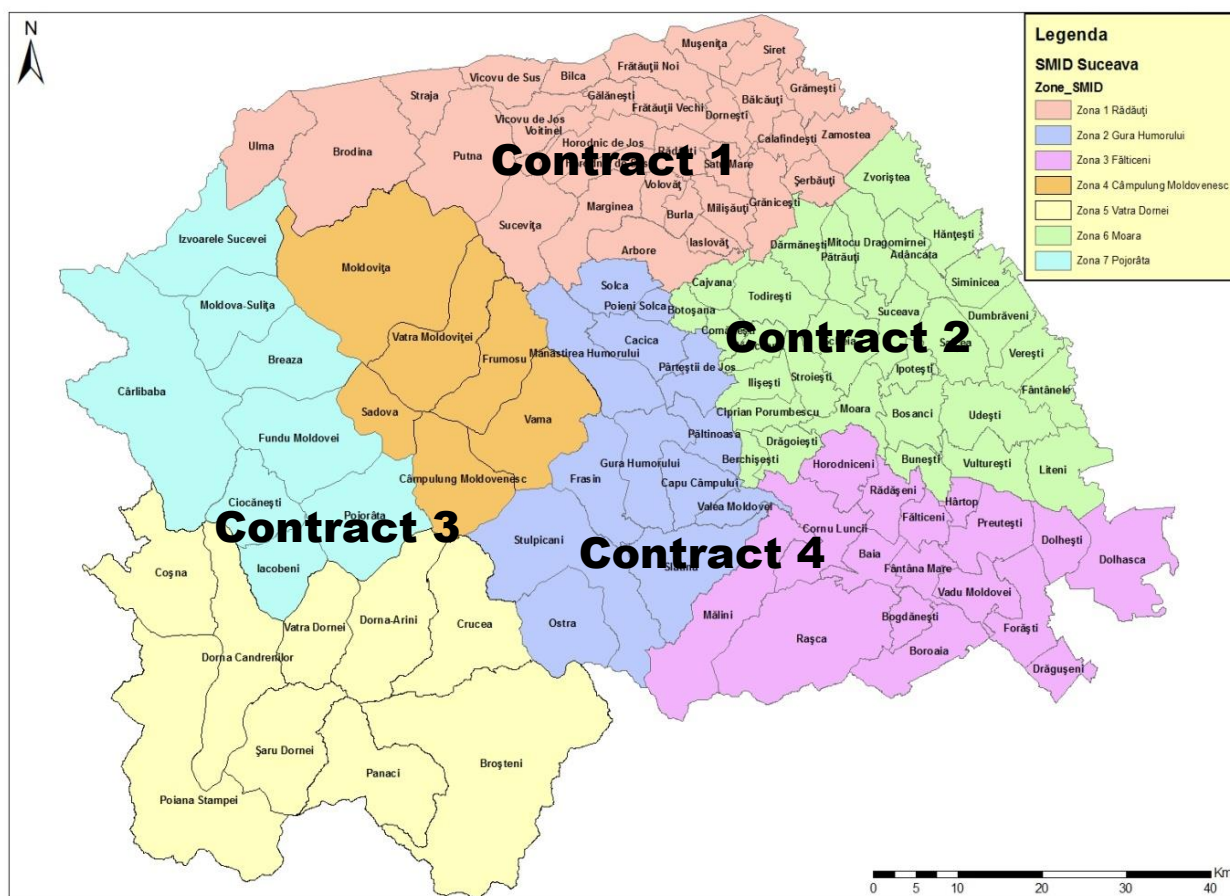 N
Legenda
SMID Suceava
Zone_SMID
Zona 1 Rădăuți
Zona 2 Gura Humorului
Zona 3 Fălticeni
Zona 4 Câmpulung Moldovenesc
Zona 5 Vatra Dornei
Zona 6 Moara
Zona 7 Pojorâta
Mușenița
Siret
Frătăuții Noi
Vicovu de Sus
Bilca
Straja
Gălănești
Bălcăuți
Grămești
Frătăuții Vechi
Dornești
Vicovu de Jos
Voitinel
Calafindești
Zamostea
Ulma
Brodina
Putna
Horodnic de Jos
Contract 1
Satu Mare
Volovăț
Șerbăuți
Zvoriștea
Marginea
Burla
Milișăuți
Grănicești
Sucevița
Arbore
Iaslovăț
Dărmănești
Mitocu Dragomirnei
Pătrăuți
Adâncata
Hănțești
Izvoarele Sucevei
Moldovița
Solca
Poieni Solca
Cajvana
Botoșana
Todirești
Siminicea
Moldova-Sulița
Suceava
Dumbrăveni
Vatra Moldoviței
Frumosu
Cacica
Mănăstirea Humorului
Contract 2
Breaza
Părteștii de Jos
Ipotești
Verești
Cârlibaba
Ilișești
Stroiești
Fântânele
Sadova
Vama
Ciprian Porumbescu
Moara
Bosanci
Udești
Fundu Moldovei
Păltinoasa
Drăgoiești
Berchișești
Bunești
Vulturești
Liteni
Câmpulung Moldovenesc
Frasin
Gura Humorului
Capu Câmpului
Horodniceni
Rădășeni
Hârtop
Ciocănești
Pojorâta
Valea Moldovei
Cornu Luncii
Fălticeni
Preutești
Contract 3
Stulpicani
Contract 4
Slatina
Baia
Fântâna Mare
Dolhești
Dolhasca
Coșna
Iacobeni
Vadu Moldovei
Vatra Dornei
Dorna-Arini
Crucea
Ostra
Mălini
Râșca
Bogdănești
Forăști
Dorna Candrenilor
Boroaia
Drăgușeni
Șaru Dornei
Panaci
Broșteni
Poiana Stampei
Km
0 5 10 20 30 40